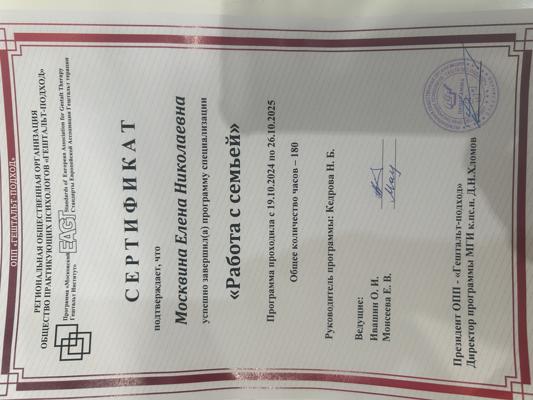 ОПП «ГЕШТАЛЬТ-ПОДХОД»
РЕГИОНАЛЬНАЯ ОБЩЕСТВЕННАЯ ОРГАНИЗАЦИЯ
ОБЩЕСТВО ПРАКТИКУЮЩИХ ПСИХОЛОГОВ «ГЕШТАЛЬТ-ПОДХОД»
Программа «Московский
Гештальт Институт»
EAGT
Standards of European Association for Gestalt Therapy
Стандарты Европейской Ассоциации Гештальт терапии
СЕРТИФИКАТ
подтверждает, что
Москвина Елена Николаевна
успешно завершил(а) программу специализации
«Работа с семьей»
Программа проходила с 19.10.2024 по 26.10.2025
Общее количество часов – 180
Руководитель программы: Кедрова Н. Б.
Ведущие:
Ивашин О. И.
Моисеева Е. В.
Президент ОПП - «Гештальт-подход»
Директор программы МГИ к.пс.н. Д.Н.Хломов